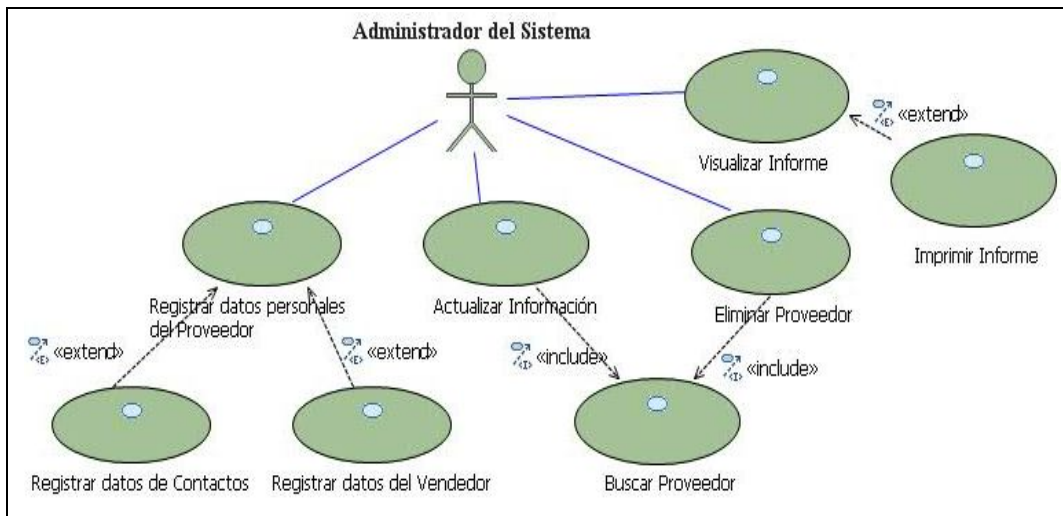 Administrador del Sistema
«extend»
Visualizar Informe
Imprimir Informe
Registrar datos personales
del Proveedor
Actualizar Información
Eliminar Proveedor
«extend»
«extend»
«include»
«include»
Registrar datos de Contactos
Registrar datos del Vendedor
Buscar Proveedor